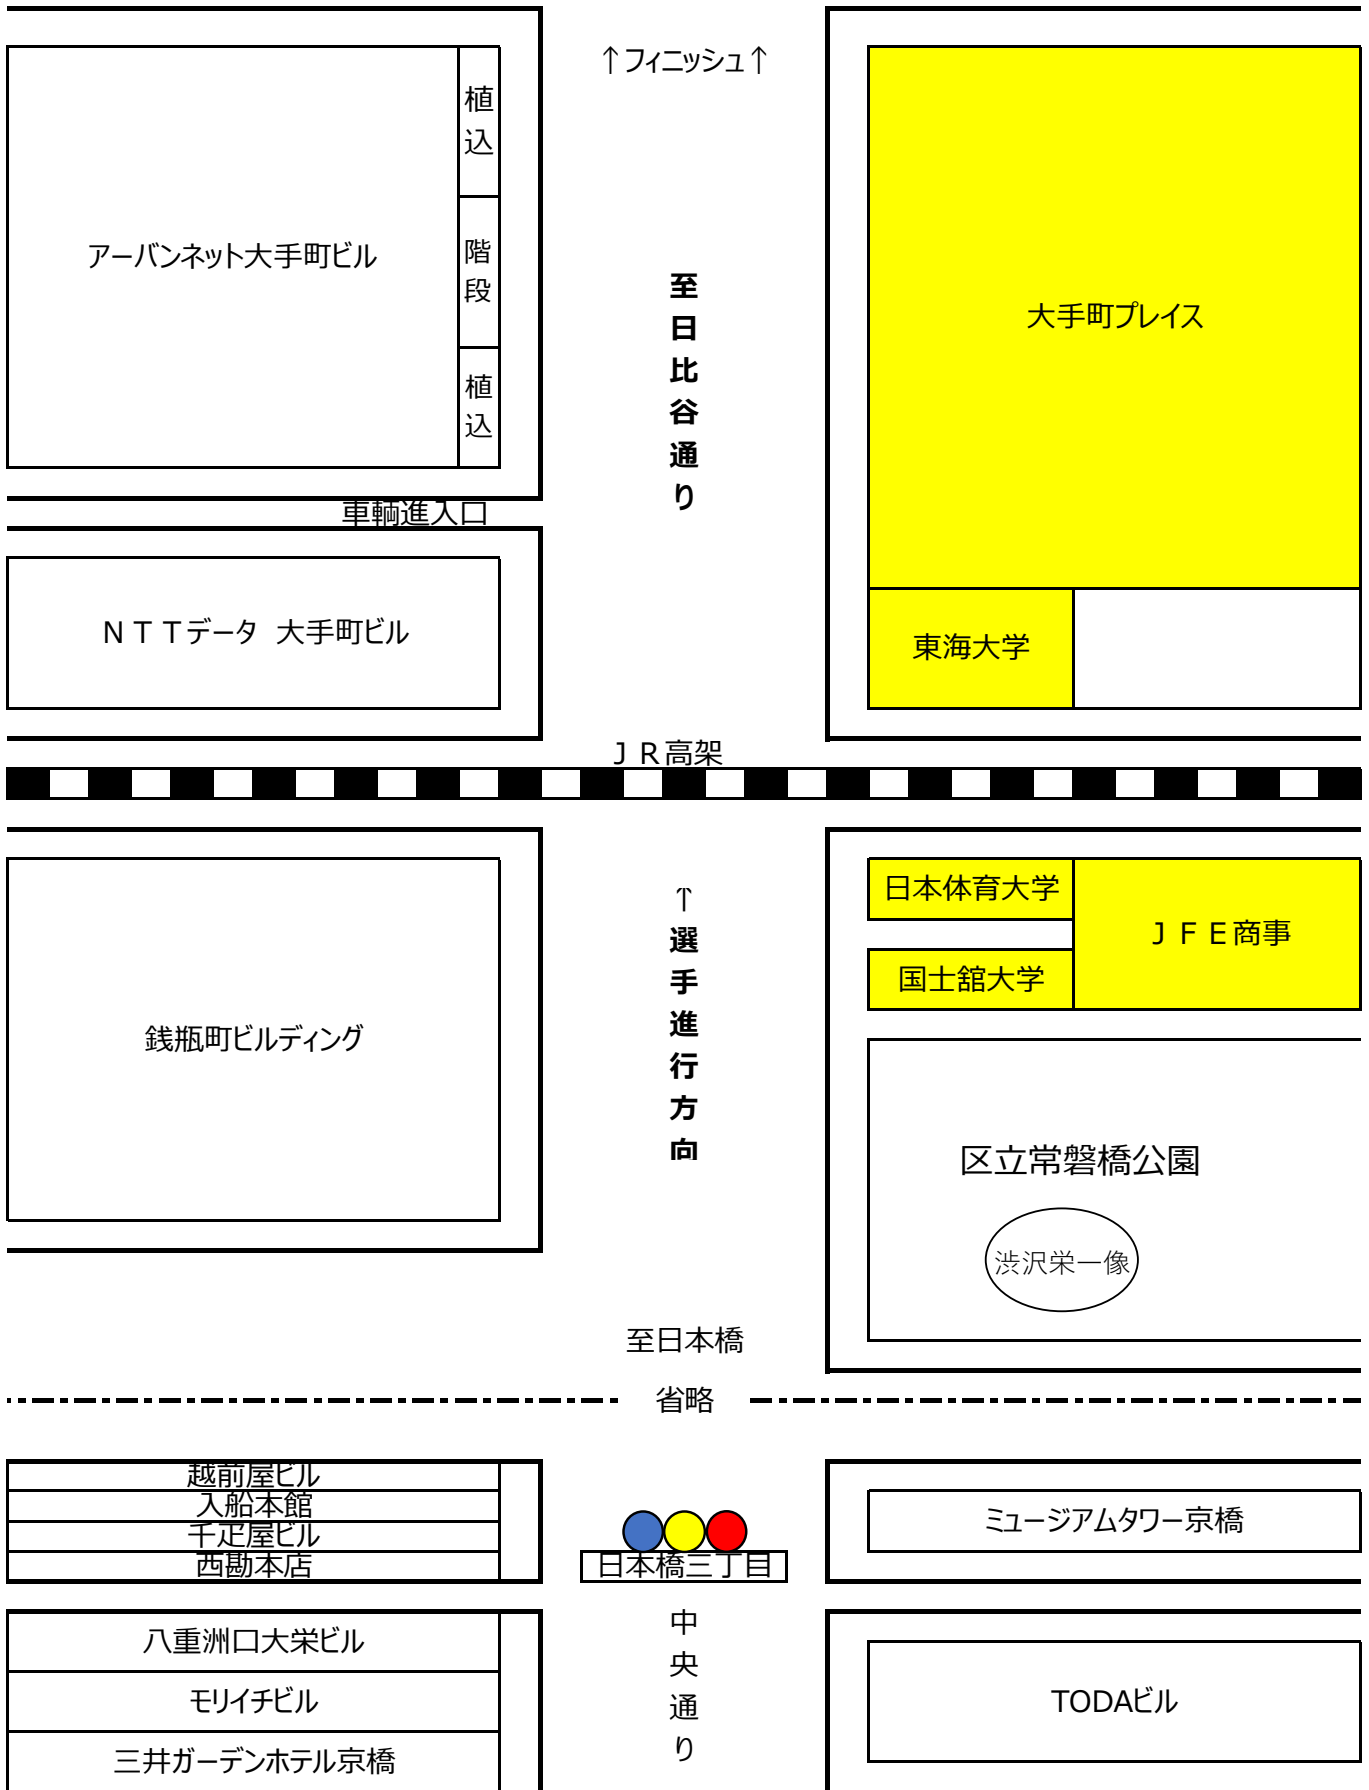 ↑フィニッシュ↑
植込
階段
植込
アーバンネット大手町ビル
至日比谷通り
大手町プレイス
車輌進入口
ＮＴＴデータ 大手町ビル
東海大学
ＪＲ高架
日本体育大学
ＪＦＥ商事
国士舘大学
↑選手進行方向
銭瓶町ビルディング
区立常磐橋公園
渋沢栄一像
至日本橋
省略
越前屋ビル
入船本館
千疋屋ビル
西勘本店
日本橋三丁目
ミュージアムタワー京橋
八重洲口大栄ビル
モリイチビル
三井ガーデンホテル京橋
中央通り
TODAビル